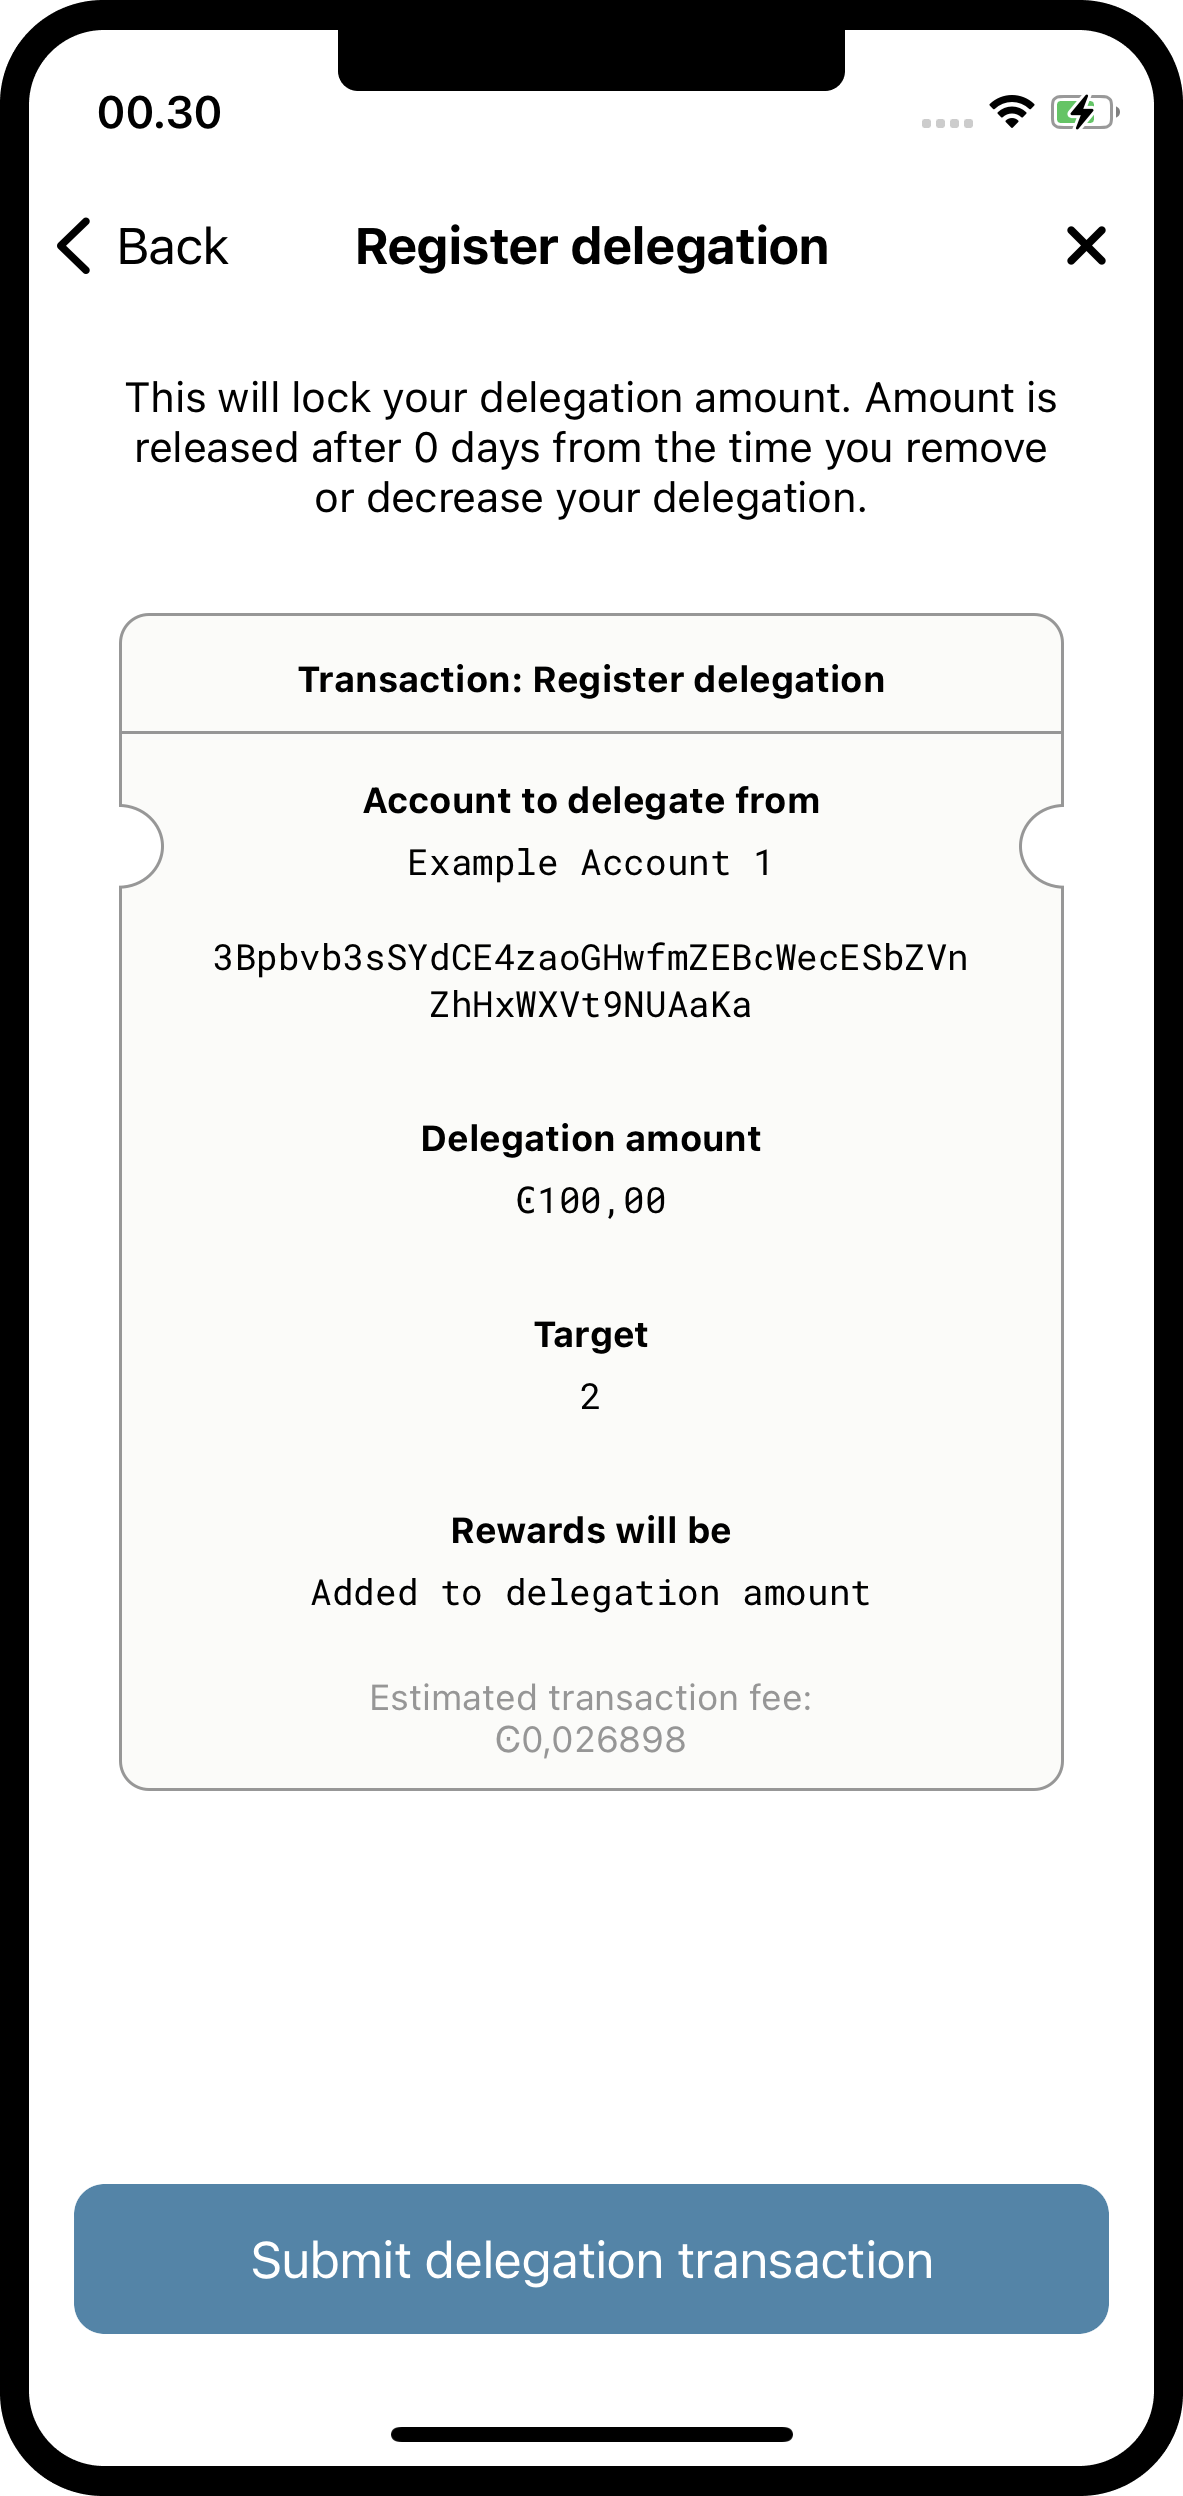 00.30
Back
Register delegation
This will lock your delegation amount. Amount is
released after 0 days from the time you remove
or decrease your delegation.
Transaction: Register delegation
Account to delegate from
Example Account 1
3Bpbvb3sSYdCE4zaoGHwfmZEBcWecESbZVn
ZhHxWXVt9NUAaKa
Delegation amount
Ͼ100,00
Target
2
Rewards will be
Added to delegation amount
Estimated transaction fee:
Ͼ0,026898
Submit delegation transaction